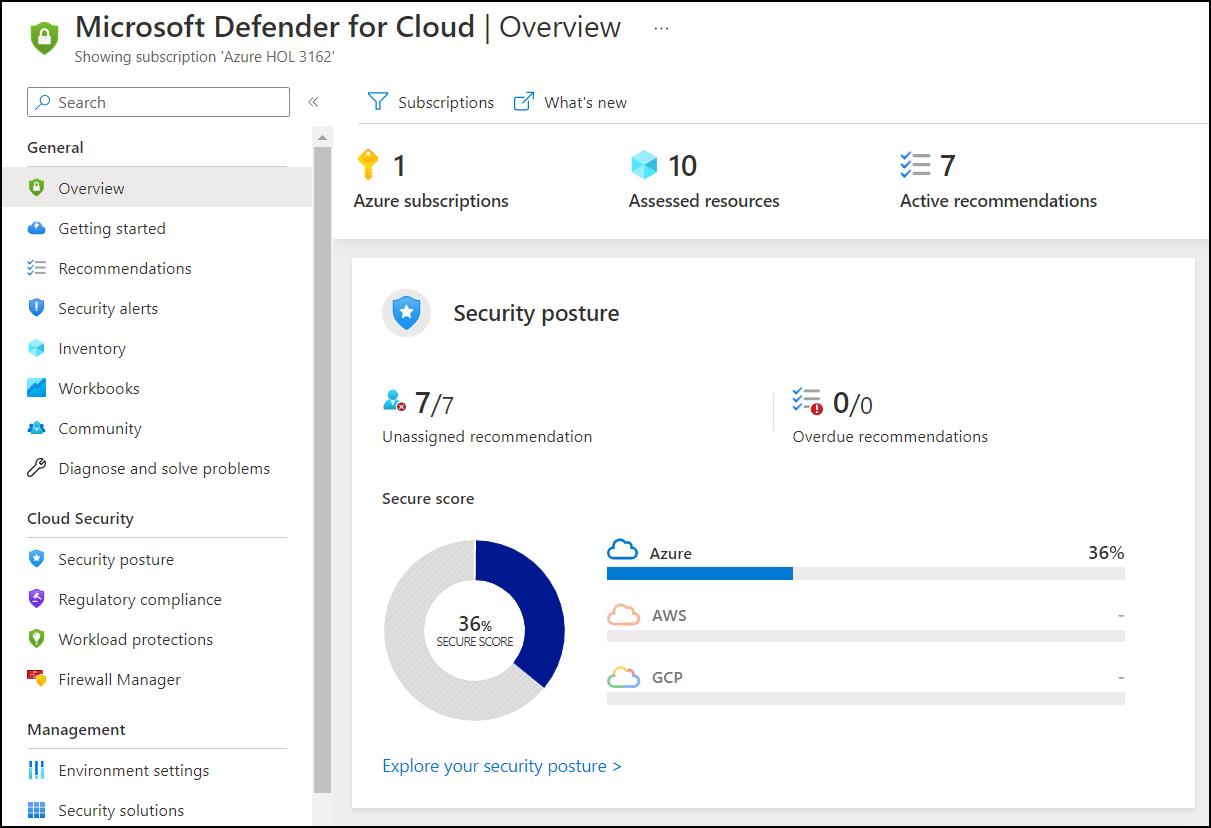 Microsoft Defender for Cloud | Overview ...
Showing subscription 'Azure HOL 3162'
Search «
General
Overview
Getting started
Recommendations
Security alerts
Inventory
Workbooks
Community
Diagnose and solve problems
Cloud Security
Security posture
Regulatory compliance
Workload protections
Firewall Manager
Management
Environment settings
Security solutions
Subscriptions What's new
1 10 7
Azure subscriptions Assessed resources Active recommendations
Security posture
7/7 0/0
Unassigned recommendation Overdue recommendations
Secure score
36%
SECURE SCORE
Azure 36%
AWS -
GCP -
Explore your security posture >